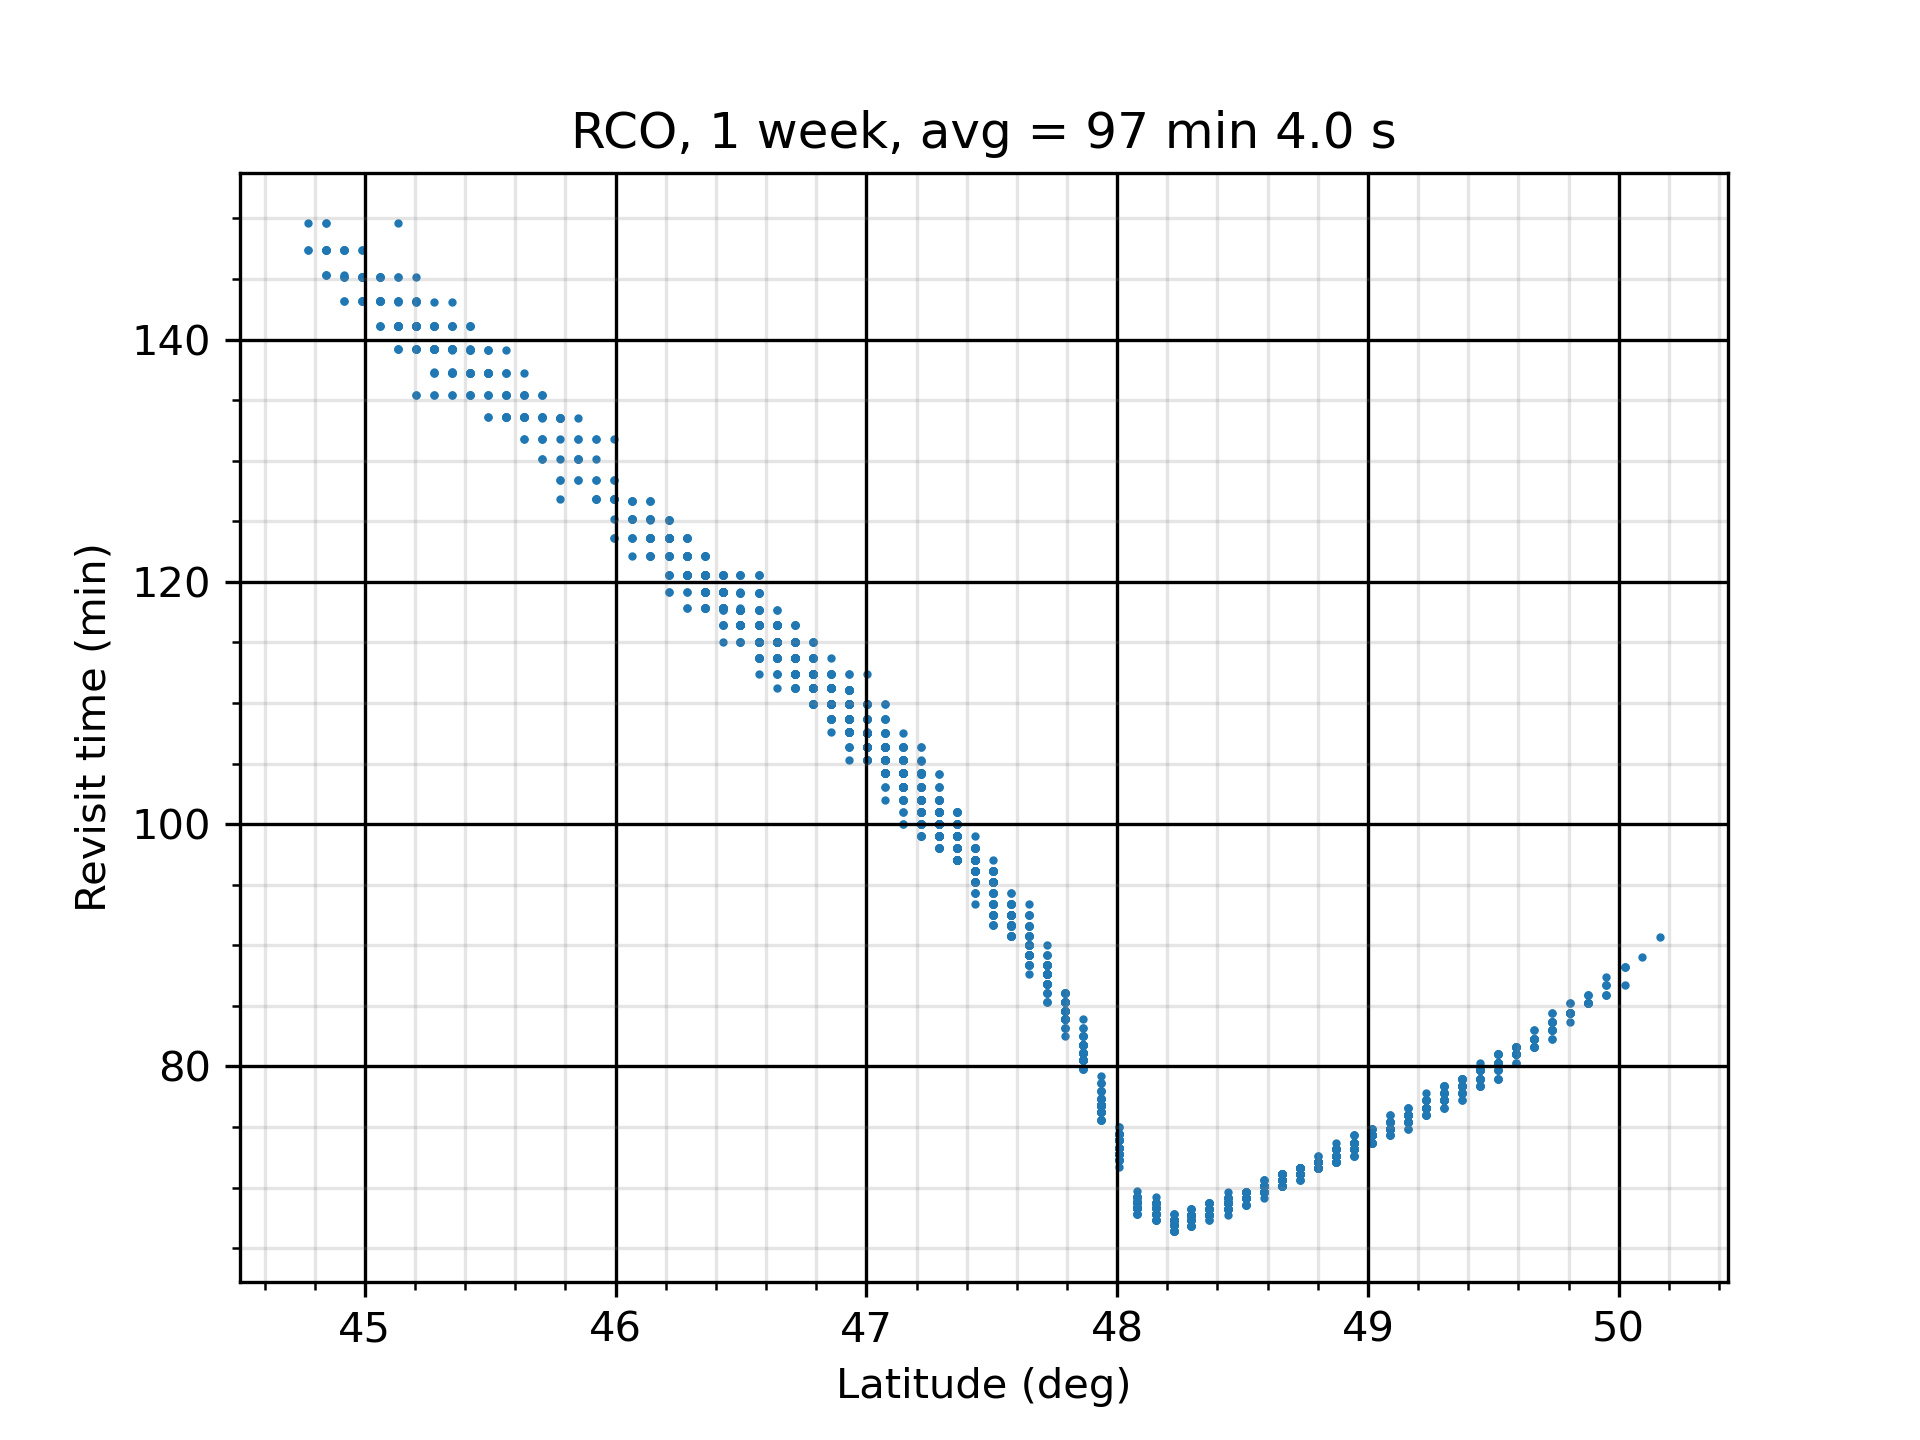 RCO, 1 week, avg = 97 min 4.0 s
Revisit time (min)
140
120
100
80
45 46 47 48 49 50
Latitude (deg)